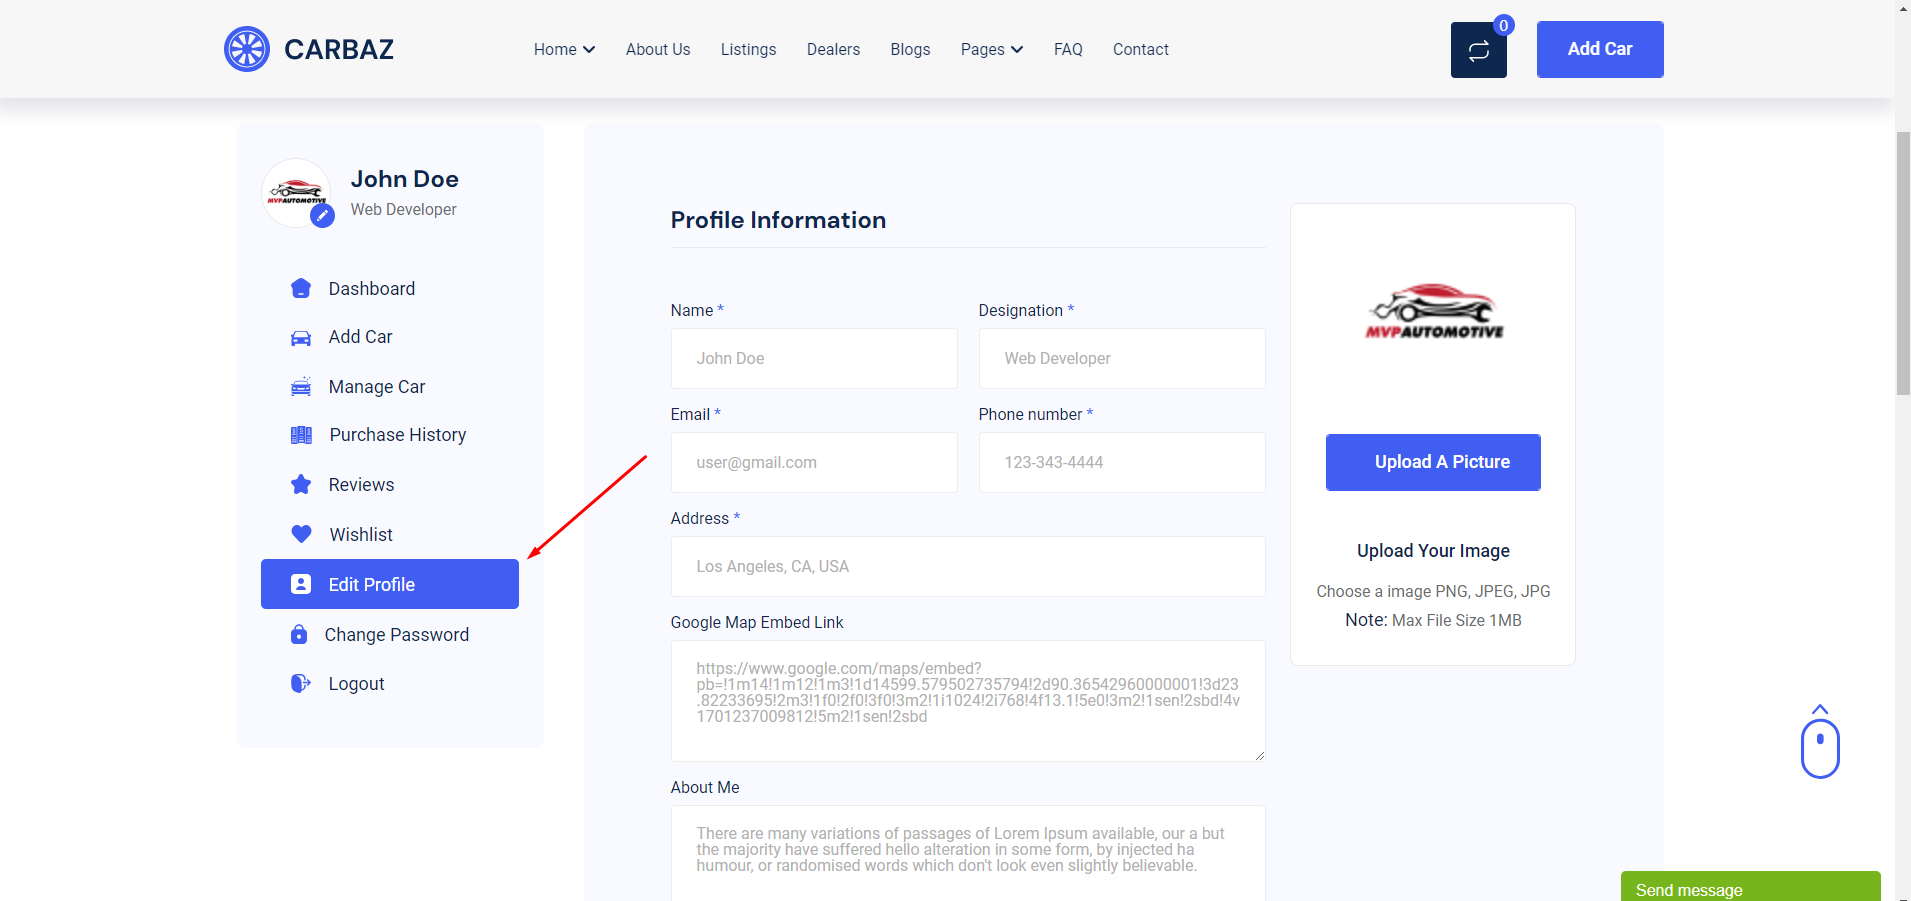 CARBAZ
Home
About Us
Listings
Dealers
Blogs
Pages
FAQ
Contact
0
Add Car
MVPAUTOMOTIVE
John Doe
Web Developer
Dashboard
Add Car
Manage Car
Purchase History
Reviews
Wishlist
Edit Profile
Change Password
Logout
Profile Information
Name *
Designation *
John Doe
Web Developer
Email *
Phone number *
user@gmail.com
123-343-4444
Address *
Los Angeles, CA, USA
Google Map Embed Link
https://www.google.com/maps/embed?
pb=!1m14!1m12!1m3!1d14599.579502735794!2d90.36542960000001!3d23
.82233695!2m3!1f0!2f0!3f0!3m2!1i1024!2i768!4f13.1!5e0!3m2!1sen!2sbd!4v
1701237009812!5m2!1sen!2sbd
About Me
There are many variations of passages of Lorem Ipsum available, our a but
the majority have suffered hello alteration in some form, by injected ha
humour, or randomised words which don't look even slightly believable.
MVPAUTOMOTIVE
Upload A Picture
Upload Your Image
Choose a image PNG, JPEG, JPG
Note: Max File Size 1MB
Send message